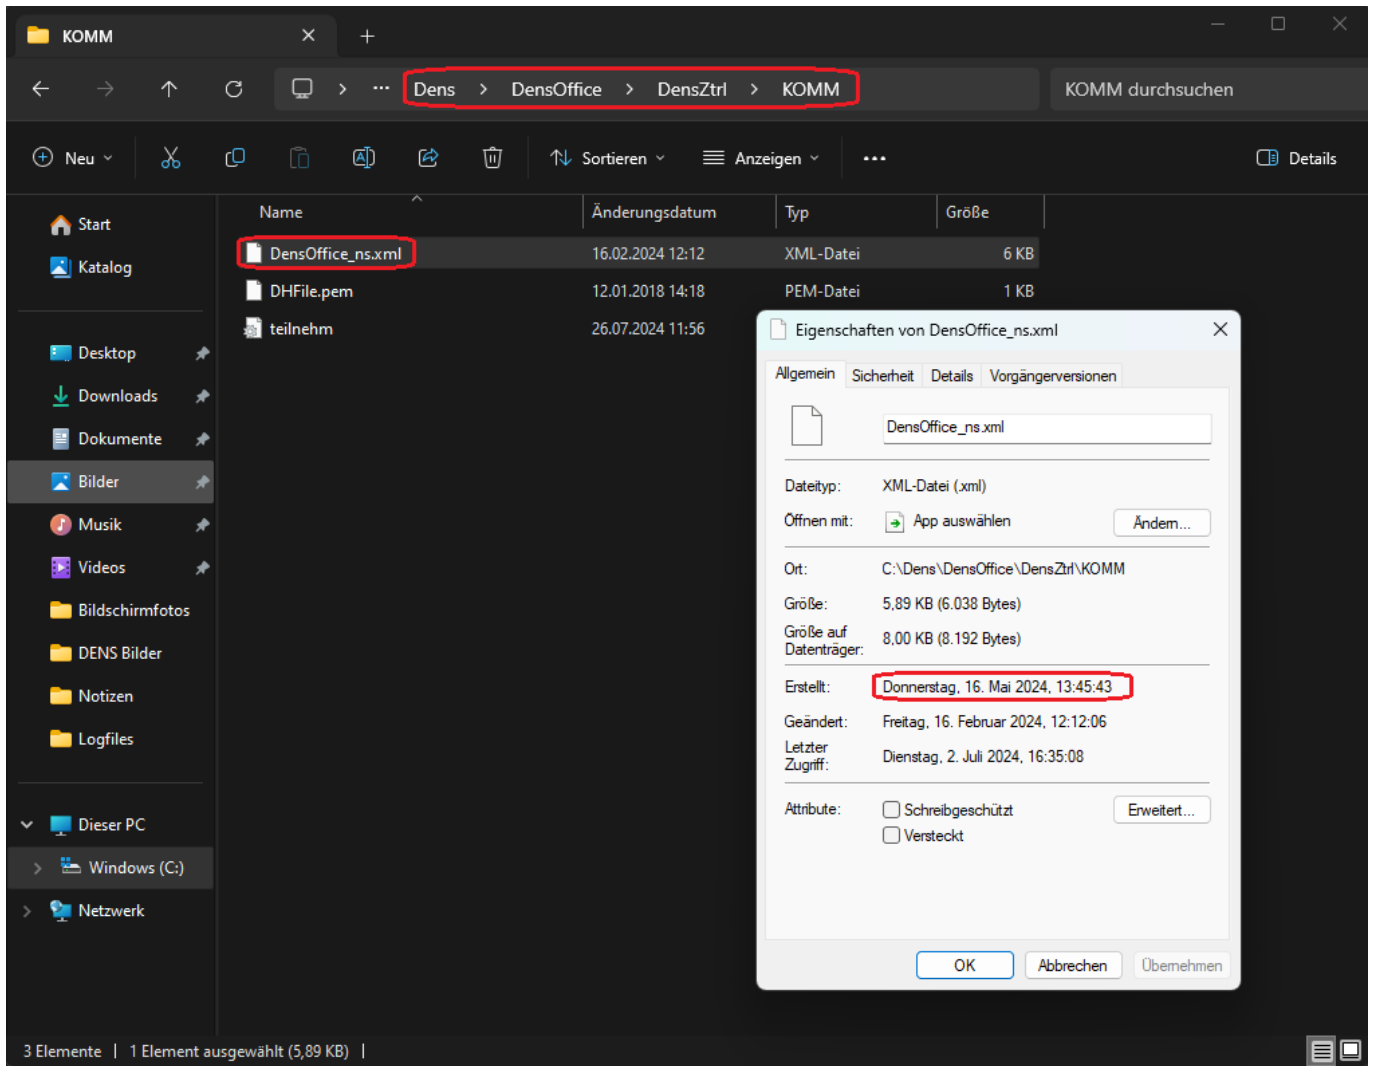 KOMM
Dens > DensOffice > DensZtrl > KOMM
KOMM durchsuchen
Neu
Sortieren
Anzeigen
Details
Name Änderungsdatum Typ Größe
DensOffice_ns.xml 16.02.2024 12:12 XML-Datei 6 KB
DHFile.pem 12.01.2018 14:18 PEM-Datei 1 KB
teilnehm 26.07.2024 11:56
Start
Katalog
Desktop
Downloads
Dokumente
Bilder
Musik
Videos
Bildschirmfotos
DENS Bilder
Notizen
Logfiles
Dieser PC
Windows (C:)
Netzwerk
Eigenschaften von DensOffice_ns.xml
Allgemein Sicherheit Details Vorgängerversionen
DensOffice_ns.xml
Dateityp: XML-Datei (.xml)
Öffnen mit: App auswählen Ändern...
Ort: C:\Dens\DensOffice\DensZtrl\KOMM
Größe: 5,89 KB (6.038 Bytes)
Größe auf
Datenträger: 8,00 KB (8.192 Bytes)
Erstellt: Donnerstag, 16. Mai 2024, 13:45:43
Geändert: Freitag, 16. Februar 2024, 12:12:06
Letzter
Zugriff: Dienstag, 2. Juli 2024, 16:35:08
Attribute: Schreibgeschützt Erweitert...
Versteckt
OK Abbrechen Übernehmen
3 Elemente | 1 Element ausgewählt (5,89 KB) |